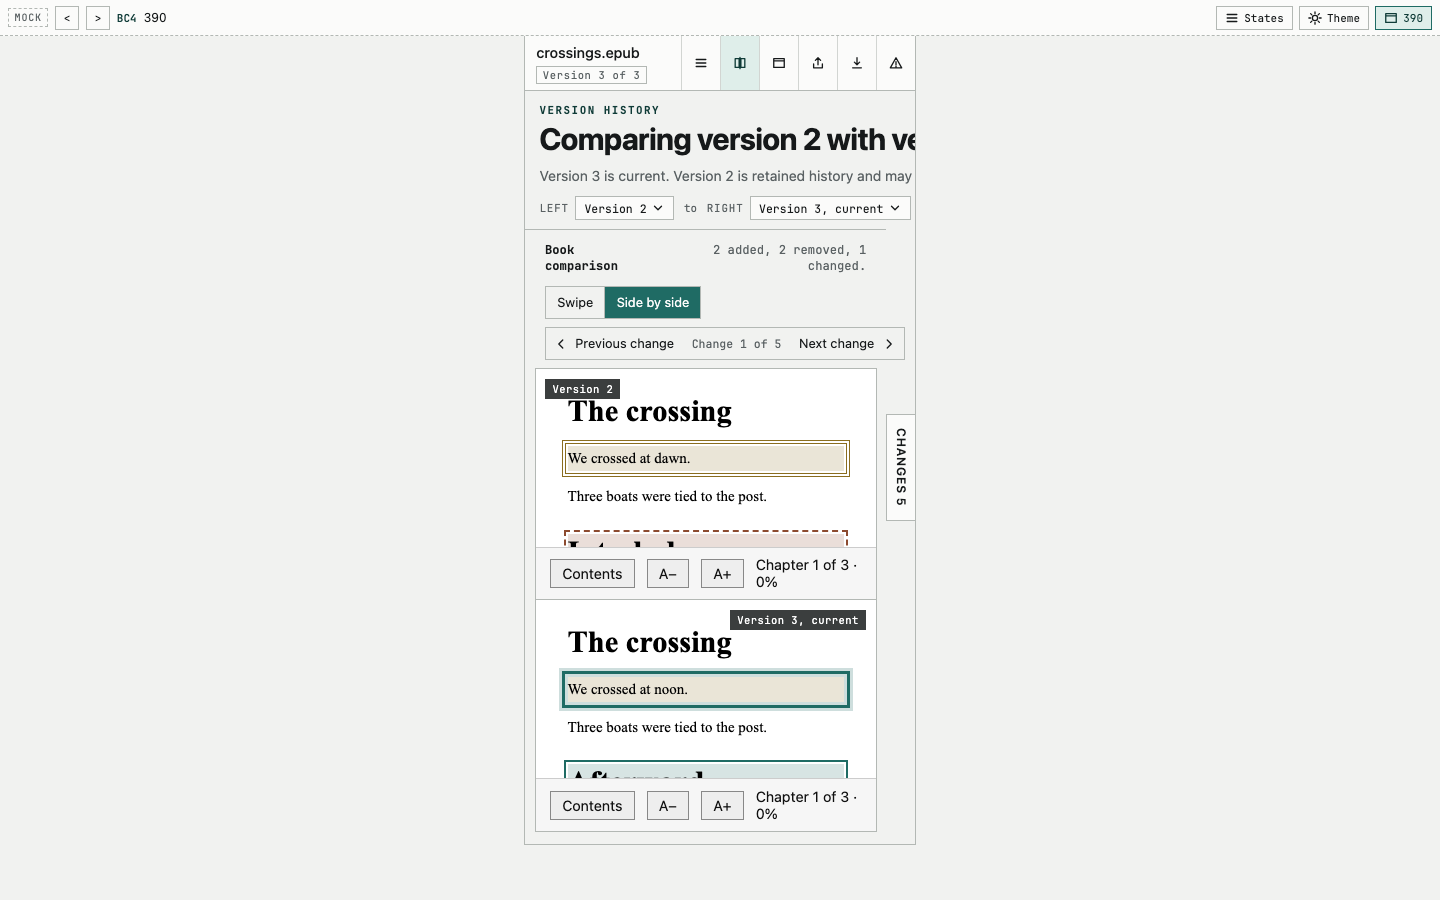 MOCK < > BC4 390 States Theme 390
crossings.epub
Version 3 of 3
VERSION HISTORY
Comparing version 2 with ve
Version 3 is current. Version 2 is retained history and may
LEFT Version 2 to RIGHT Version 3, current
Book comparison
2 added, 2 removed, 1 changed.
Swipe Side by side
Previous change Change 1 of 5 Next change
Version 2
The crossing
We crossed at dawn.
Three boats were tied to the post.
Contents A− A+ Chapter 1 of 3 · 0%
Version 3, current
The crossing
We crossed at noon.
Three boats were tied to the post.
Afterward
Contents A− A+ Chapter 1 of 3 · 0%
CHANGES 5